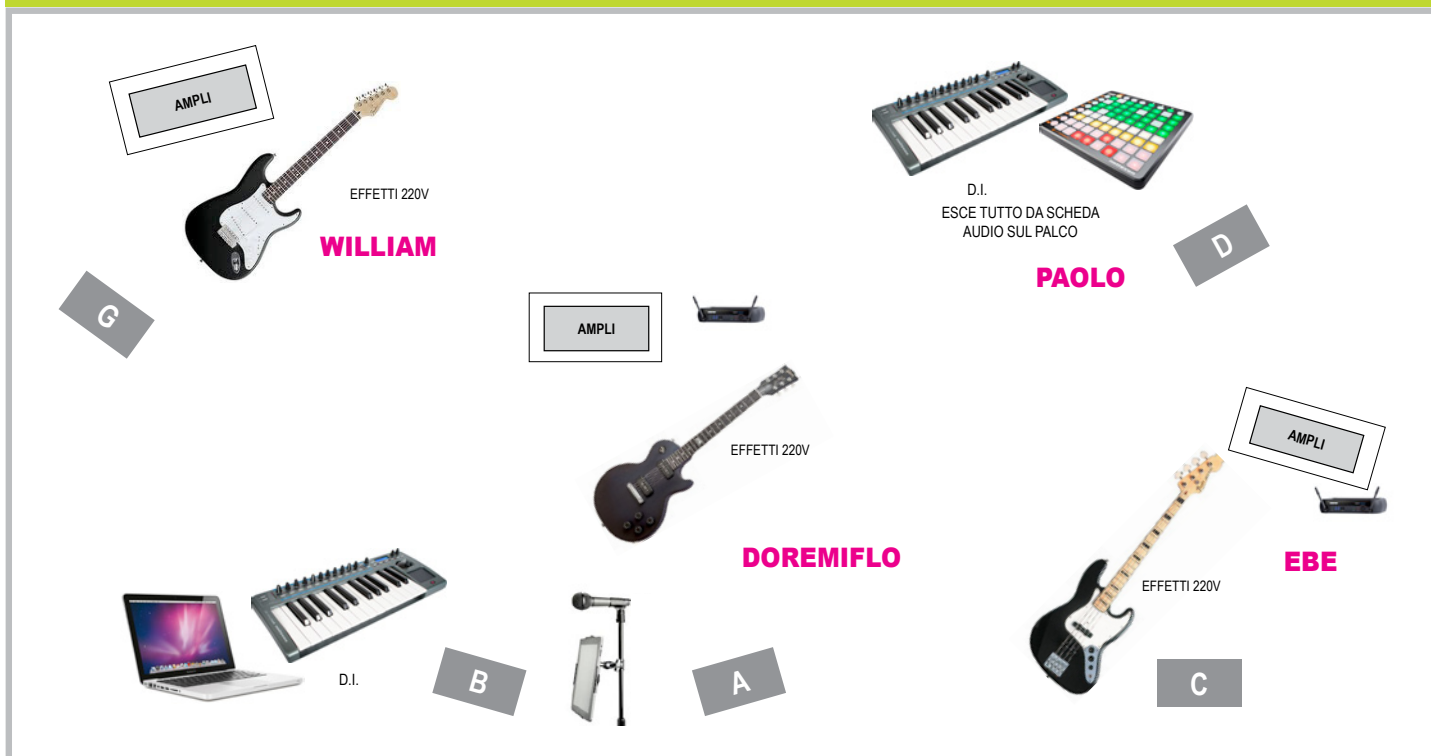 AMPLI
EFFETTI 220V
WILLIAM
G
D.I.
ESCE TUTTO DA SCHEDA
AUDIO SUL PALCO
PAOLO
D
AMPLI
EFFETTI 220V
DOREMIFLO
AMPLI
EBE
EFFETTI 220V
D.I.
B
A
C